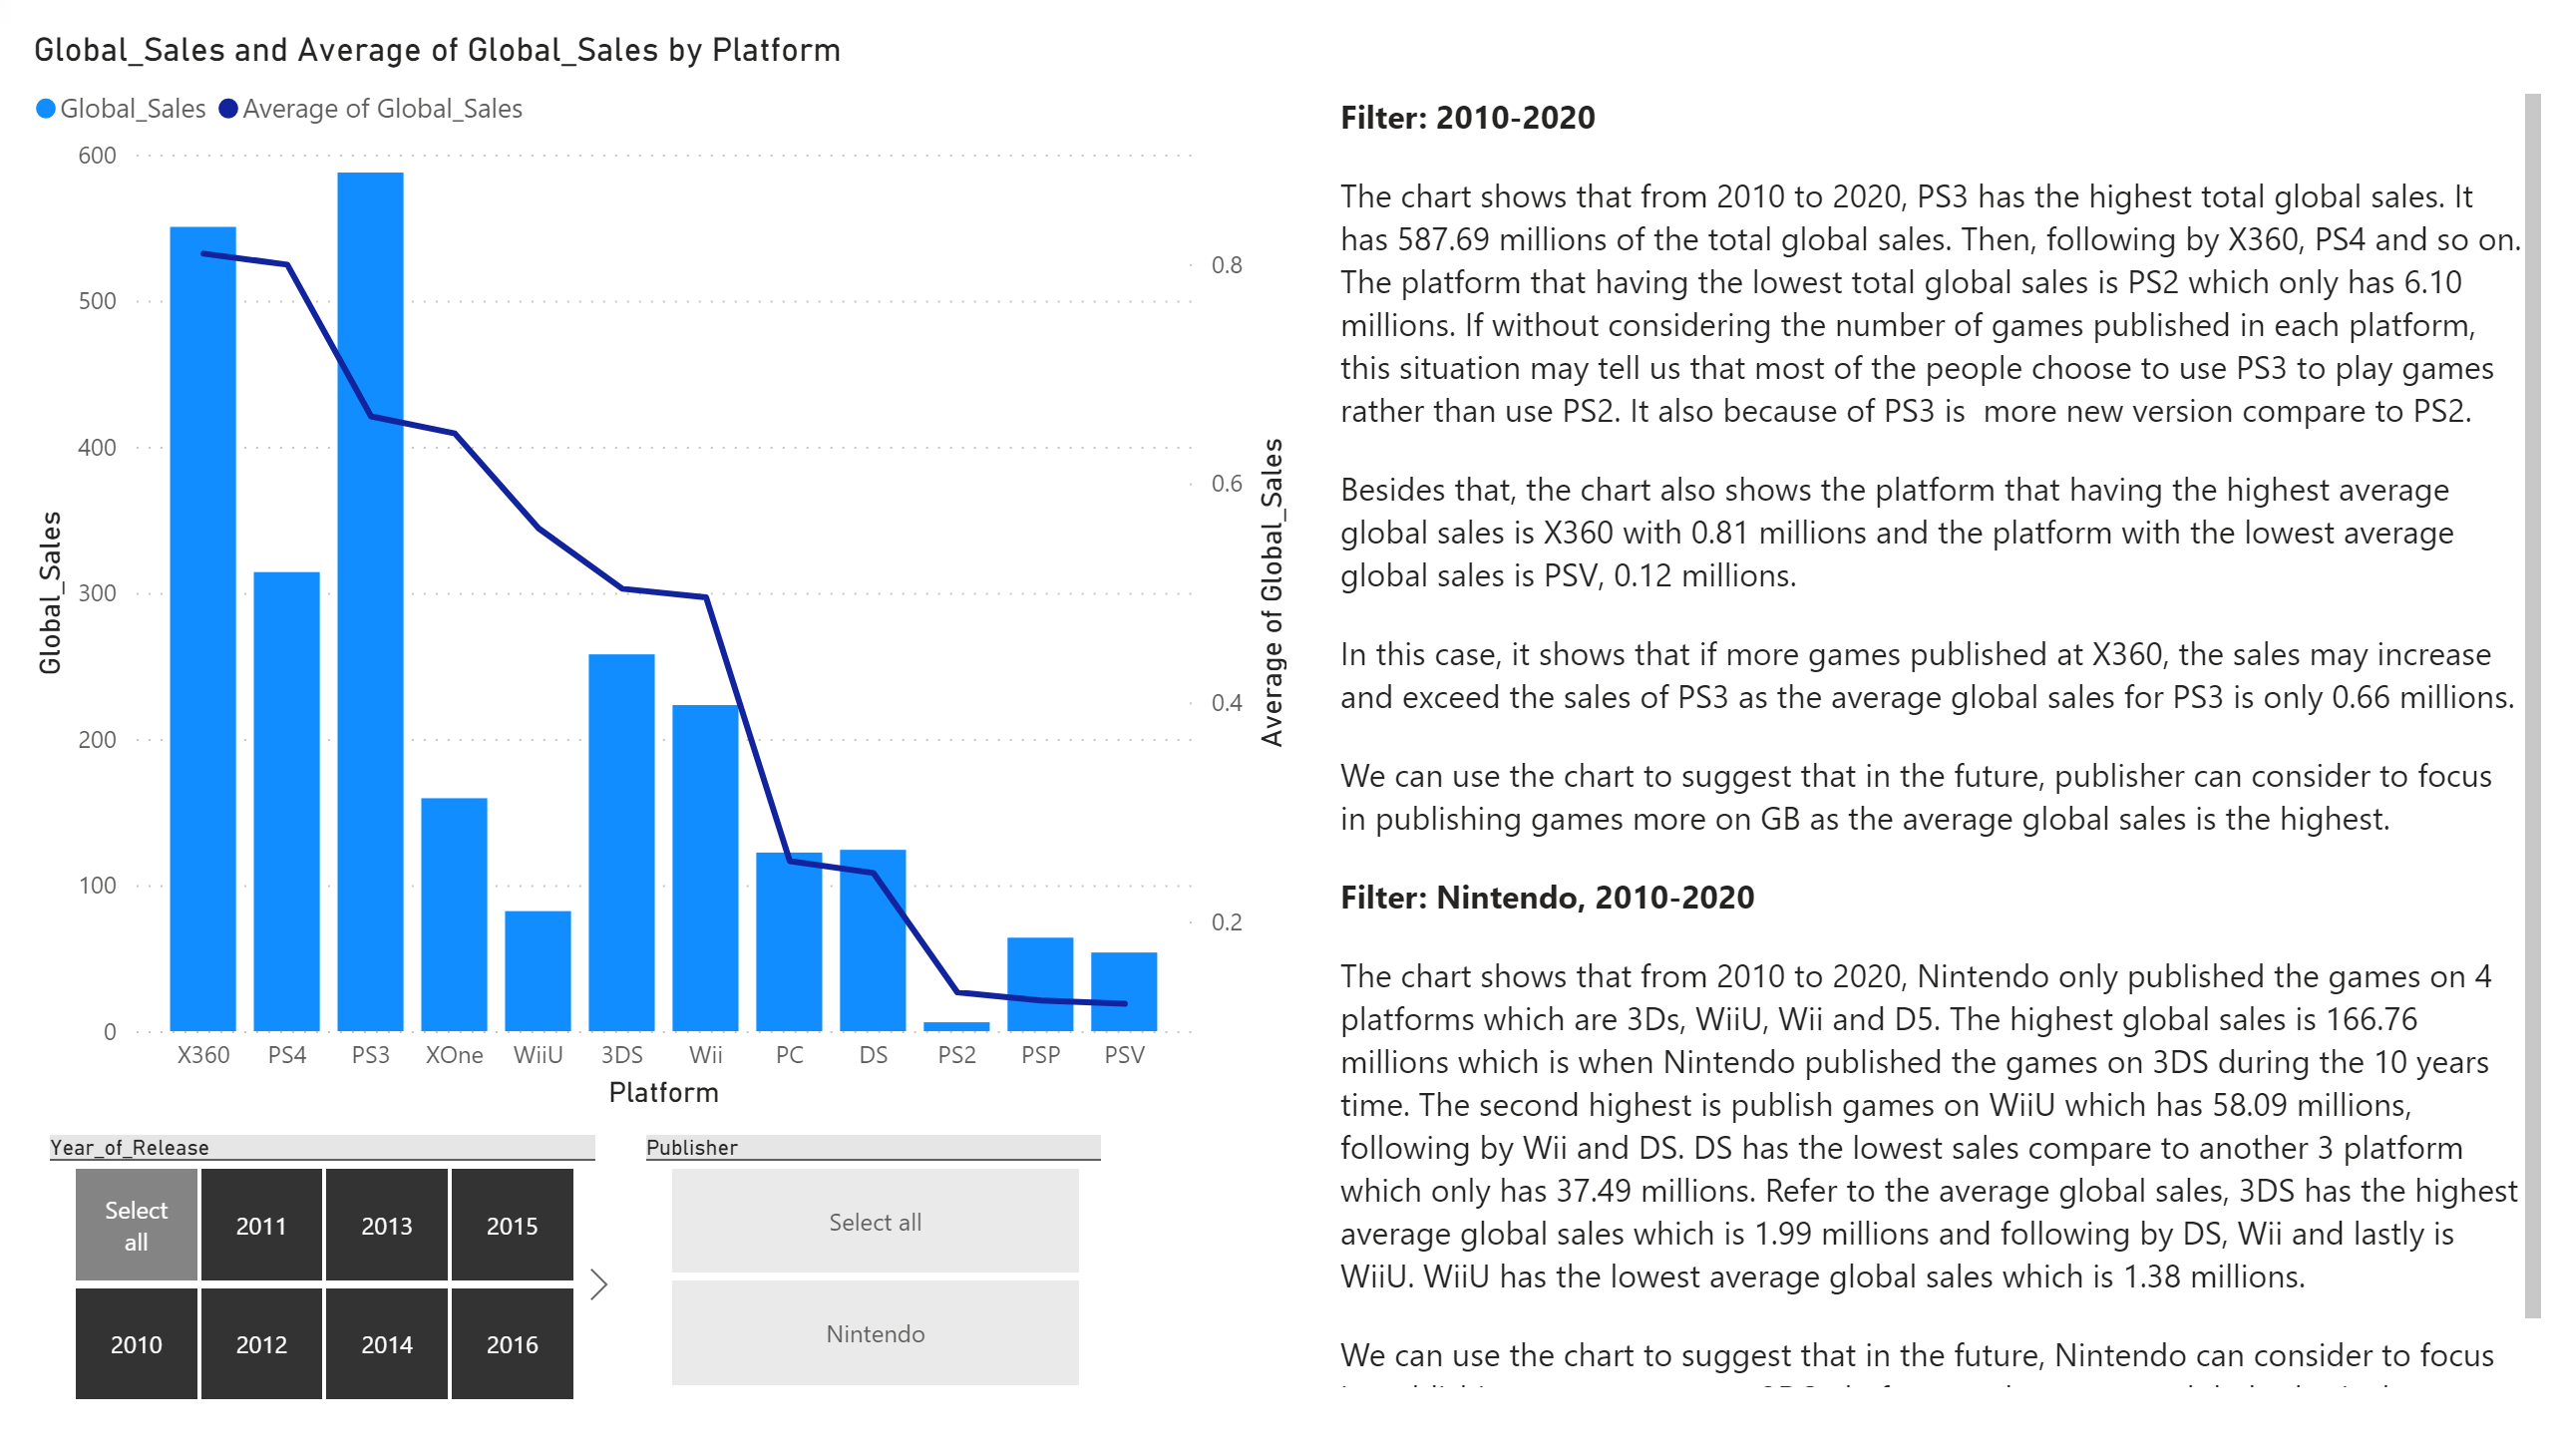 Global_Sales and Average of Global_Sales by Platform
Global_Sales Average of Global_Sales
600
500
400
300
200
100
0
Global_Sales
0.8
0.6
0.4
0.2
Average of Global_Sales
X360 PS4 PS3 XOne WiiU 3DS Wii PC DS PS2 PSP PSV
Platform
Year_of_Release
Select
all
2011 2013 2015
2010 2012 2014 2016
Publisher
Select all
Nintendo
Filter: 2010-2020
The chart shows that from 2010 to 2020, PS3 has the highest total global sales. It
has 587.69 millions of the total global sales. Then, following by X360, PS4 and so on.
The platform that having the lowest total global sales is PS2 which only has 6.10
millions. If without considering the number of games published in each platform,
this situation may tell us that most of the people choose to use PS3 to play games
rather than use PS2. It also because of PS3 is  more new version compare to PS2.
Besides that, the chart also shows the platform that having the highest average
global sales is X360 with 0.81 millions and the platform with the lowest average
global sales is PSV, 0.12 millions.
In this case, it shows that if more games published at X360, the sales may increase
and exceed the sales of PS3 as the average global sales for PS3 is only 0.66 millions.
We can use the chart to suggest that in the future, publisher can consider to focus
in publishing games more on GB as the average global sales is the highest.
Filter: Nintendo, 2010-2020
The chart shows that from 2010 to 2020, Nintendo only published the games on 4
platforms which are 3Ds, WiiU, Wii and D5. The highest global sales is 166.76
millions which is when Nintendo published the games on 3DS during the 10 years
time. The second highest is publish games on WiiU which has 58.09 millions,
following by Wii and DS. DS has the lowest sales compare to another 3 platform
which only has 37.49 millions. Refer to the average global sales, 3DS has the highest
average global sales which is 1.99 millions and following by DS, Wii and lastly is
WiiU. WiiU has the lowest average global sales which is 1.38 millions.
We can use the chart to suggest that in the future, Nintendo can consider to focus